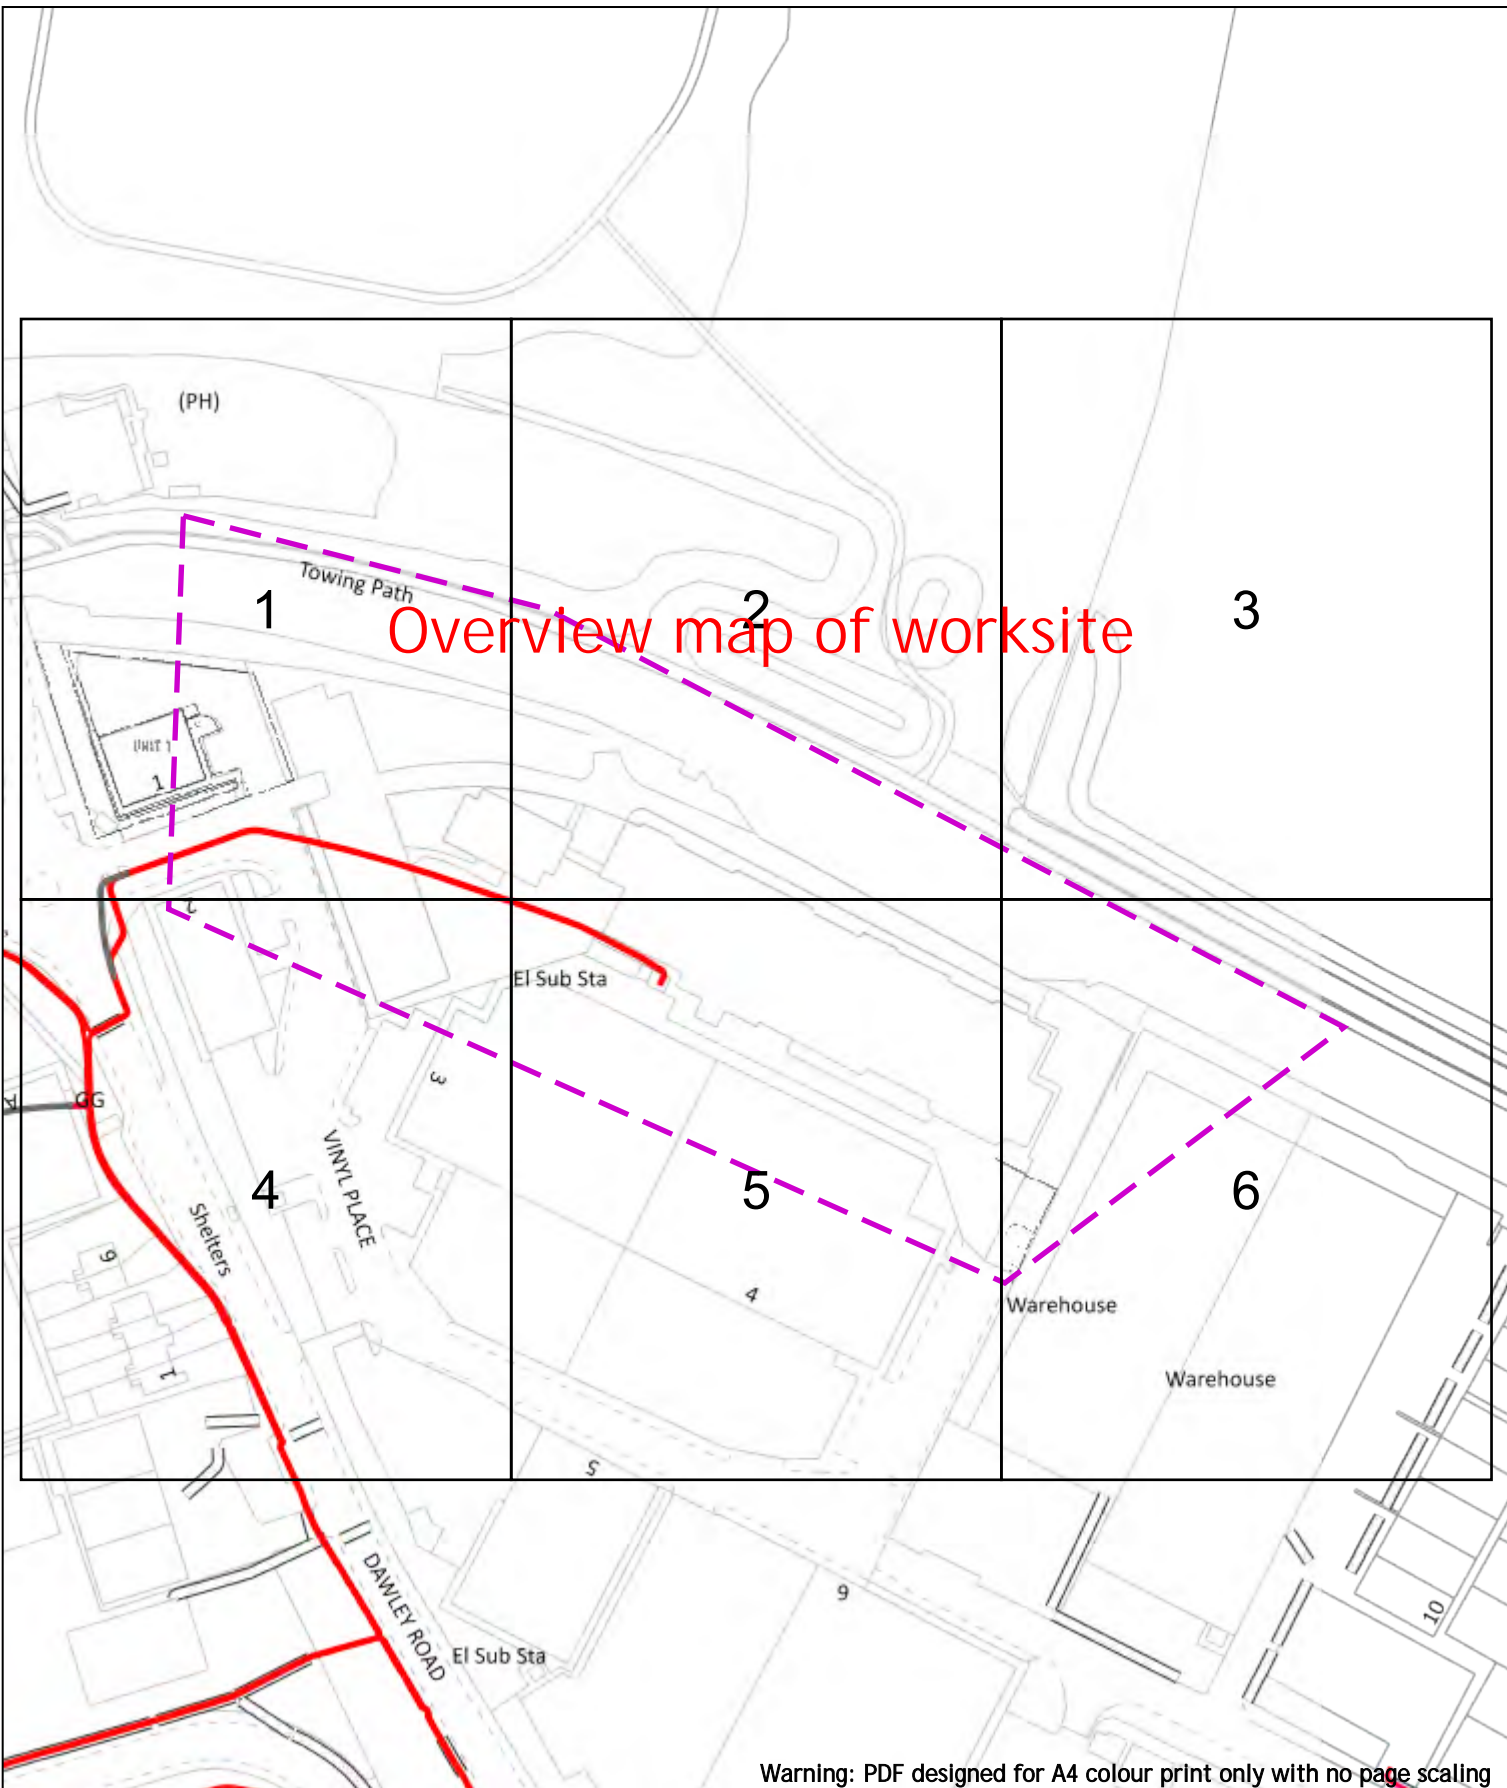 (PH)
Towing Path
1
2
3
Overview map of worksite
1
2
El Sub Sta
3
GG
4
VINYL PLACE
5
6
Shelters
9
4
Warehouse
1
Warehouse
5
9
10
DAWLEY ROAD
El Sub Sta
Warning: PDF designed for A4 colour print only with no page scaling